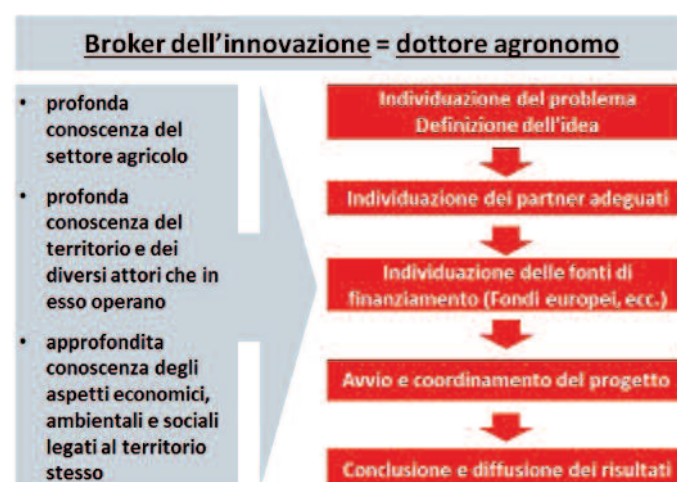 Broker dell'innovazione = dottore agronomo
• profonda
conoscenza del
settore agricolo
• profonda
conoscenza del
territorio e dei
diversi attori che in
esso operano
• approfondita
conoscenza degli
aspetti economici,
ambientali e sociali
legati al territorio
stesso
Individuazione del problema
Definizione dell'idea
Individuazione dei partner adeguati
Individuazione delle fonti di
finanziamento (Fondi europei, ecc.)
Avvio e coordinamento del progetto
Conclusione e diffusione dei risultati